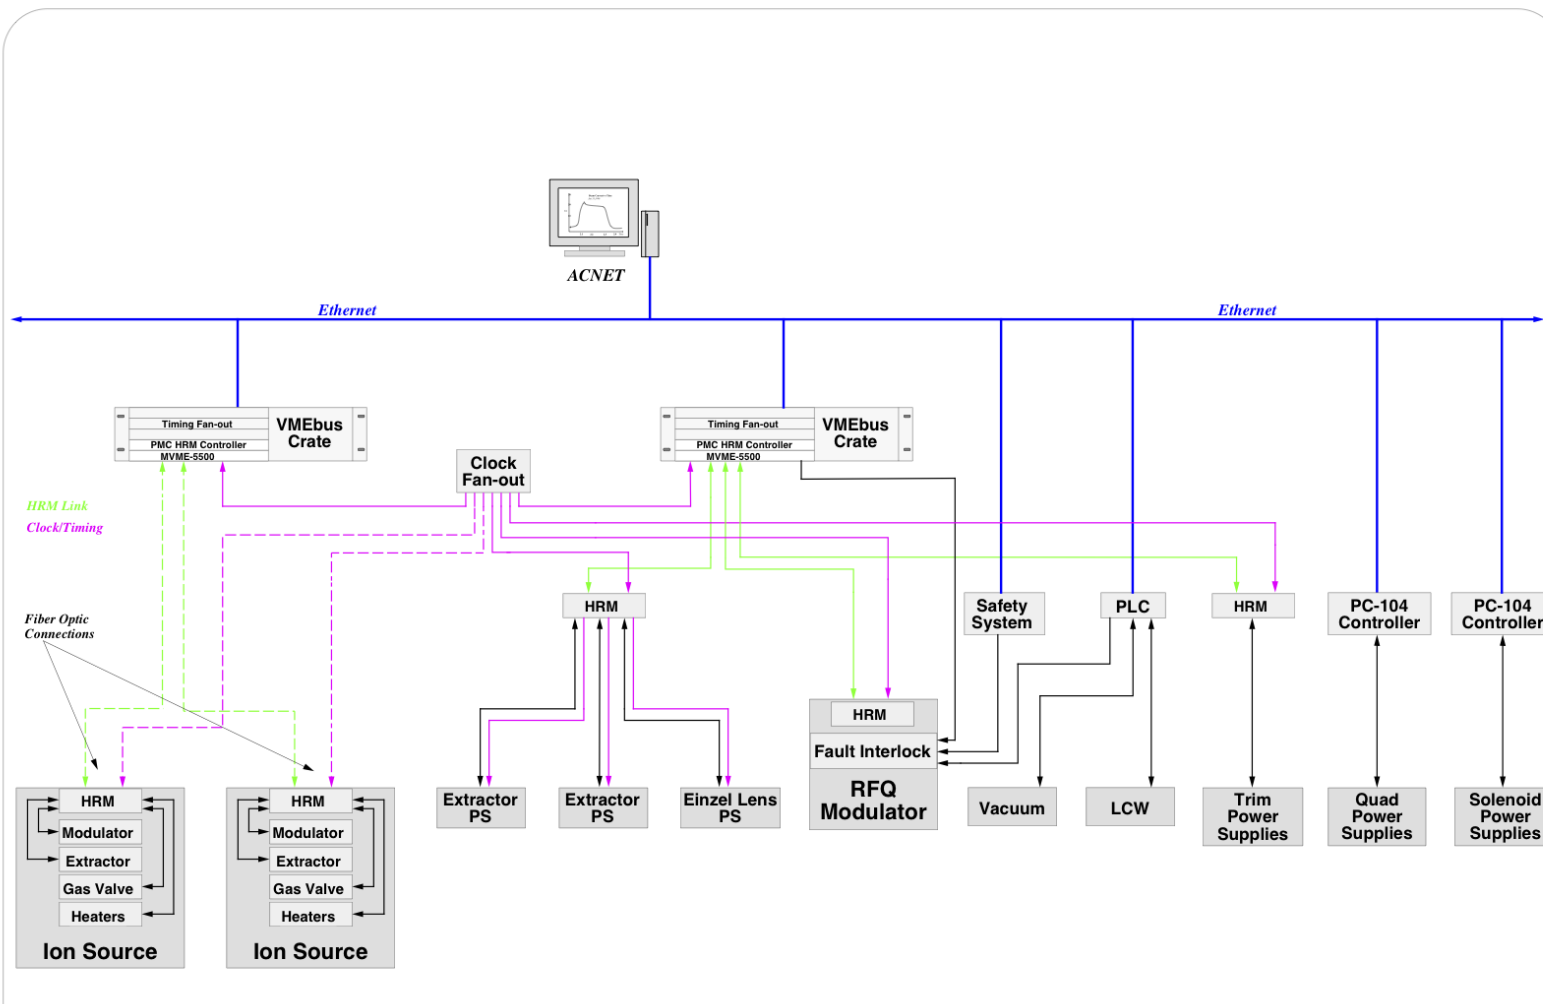 ACNET
Ethernet
Ethernet
Timing Fan-out
PMC HRM Controller
MVME-5500
VMEbus
Crate
Timing Fan-out
PMC HRM Controller
MVME-5500
VMEbus
Crate
Clock
Fan-out
HRM Link
Clock/Timing
Fiber Optic
Connections
HRM
Safety
System
PLC
HRM
PC-104
Controller
PC-104
Controller
HRM
Fault Interlock
RFQ
Modulator
HRM
Modulator
Extractor
Gas Valve
Heaters
Ion Source
HRM
Modulator
Extractor
Gas Valve
Heaters
Ion Source
Extractor
PS
Extractor
PS
Einzel Lens
PS
Vacuum
LCW
Trim
Power
Supplies
Quad
Power
Supplies
Solenoid
Power
Supplies